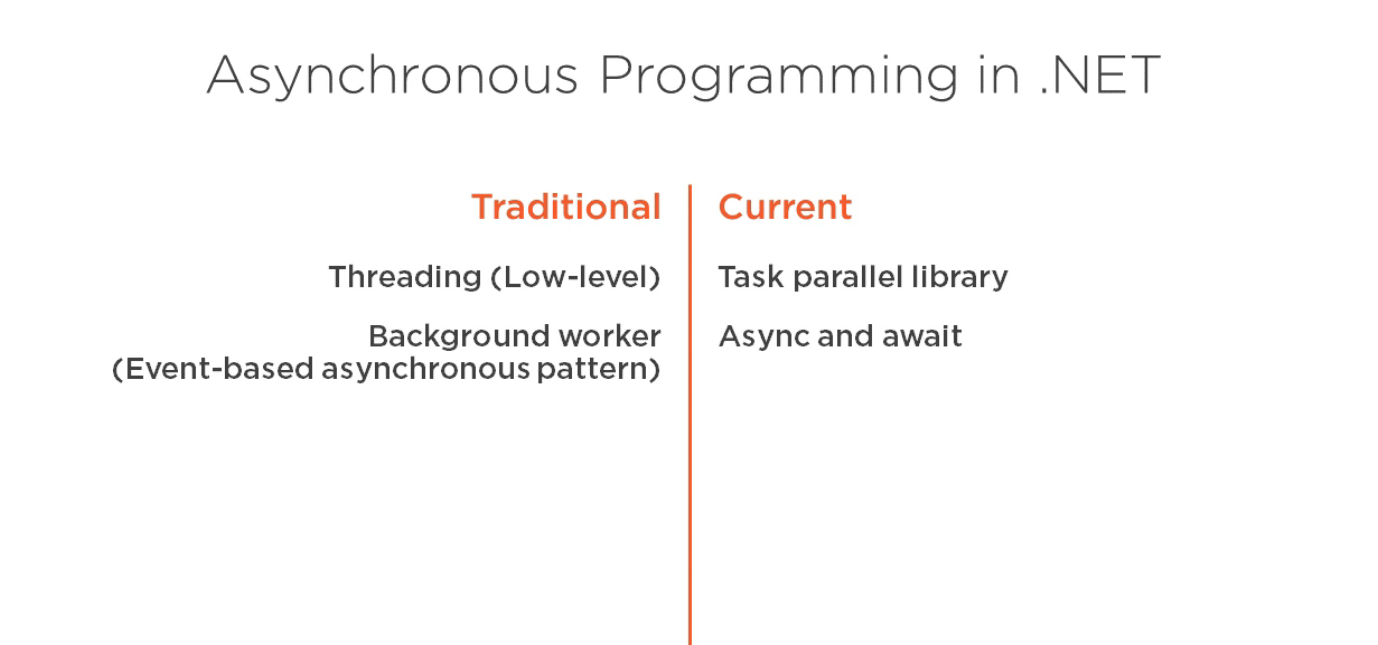 Asynchronous Programming in .NET
Traditional
Threading (Low-level)
Background worker
(Event-based asynchronous pattern)
Current
Task parallel library
Async and await